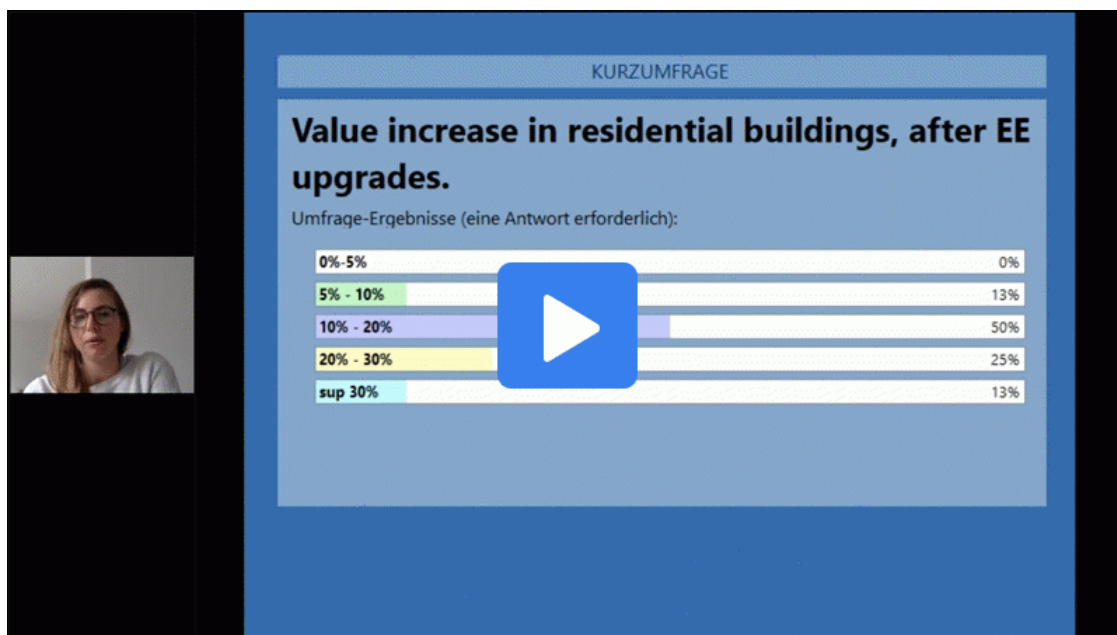 KURZUMFRAGE
Value increase in residential buildings, after EE
upgrades.
Umfrage-Ergebnisse (eine Antwort erforderlich):
0%-5% 0%
5% - 10% 13%
10% - 20% 50%
20% - 30% 25%
sup 30% 13%